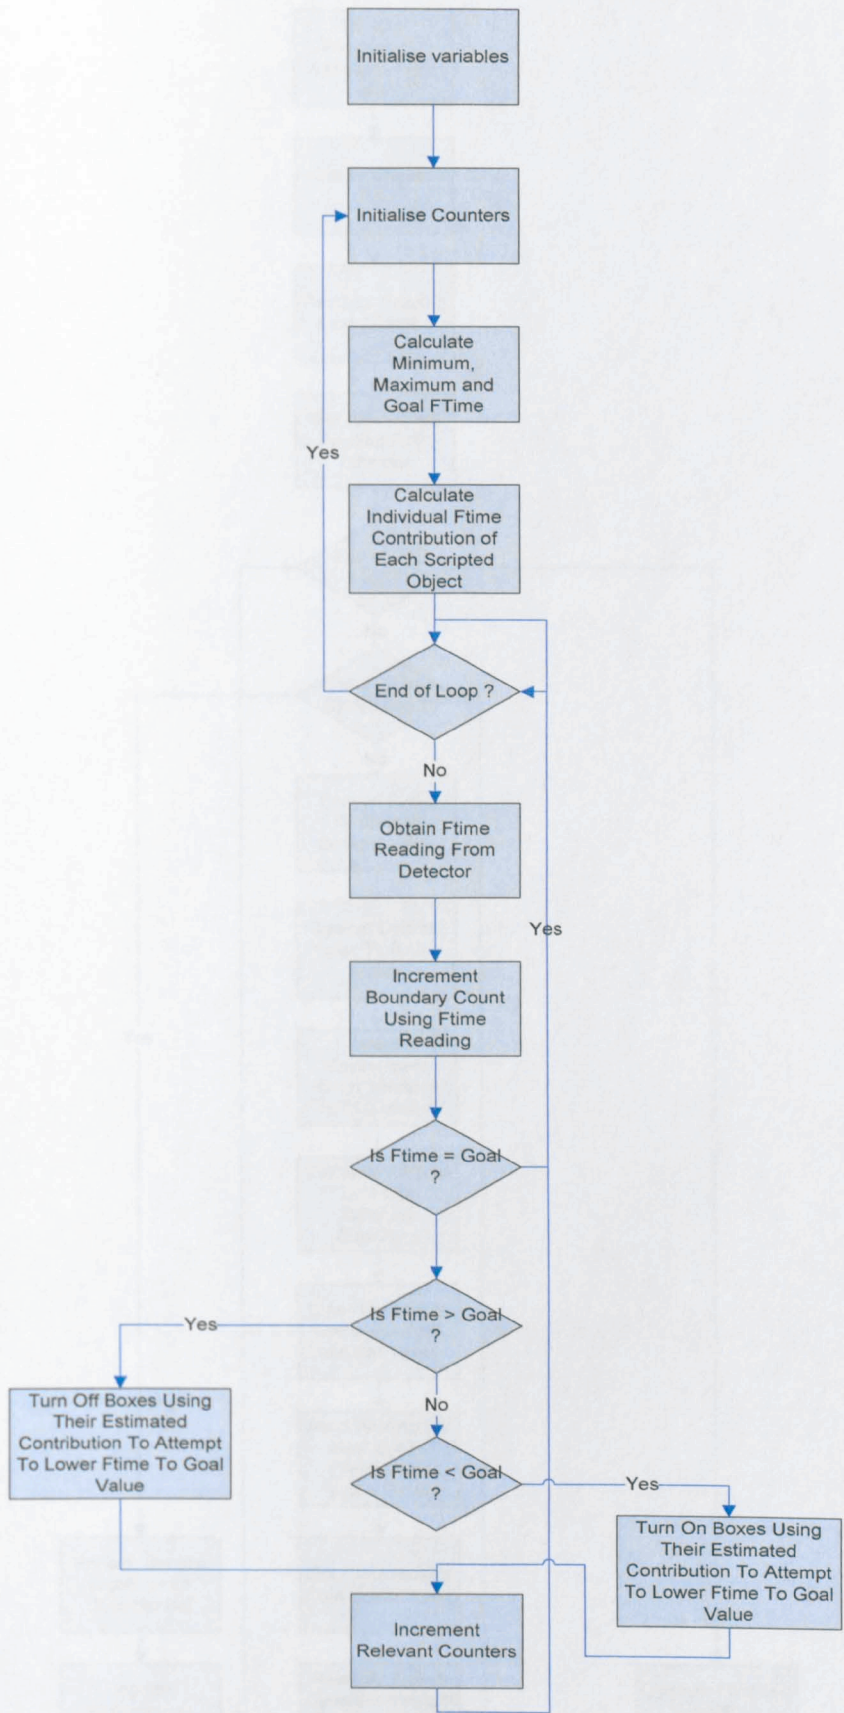 Initialise variables
Initialise Counters
Calculate
Minimum,
Maximum and
Goal FTime
Yes
Calculate
Individual Ftime
Contribution of
Each Scripted
Object
End of Loop ?
No
Obtain Ftime
Reading From
Detector
Yes
Increment
Boundary Count
Using Ftime
Reading
Is Ftime = Goal
?
Is Ftime > Goal
?
Yes
No
Turn Off Boxes Using
Their Estimated
Contribution To Attempt
To Lower Ftime To Goal
Value
Is Ftime < Goal
?
Yes
Turn On Boxes Using
Their Estimated
Contribution To Attempt
To Lower Ftime To Goal
Value
Increment
Relevant Counters